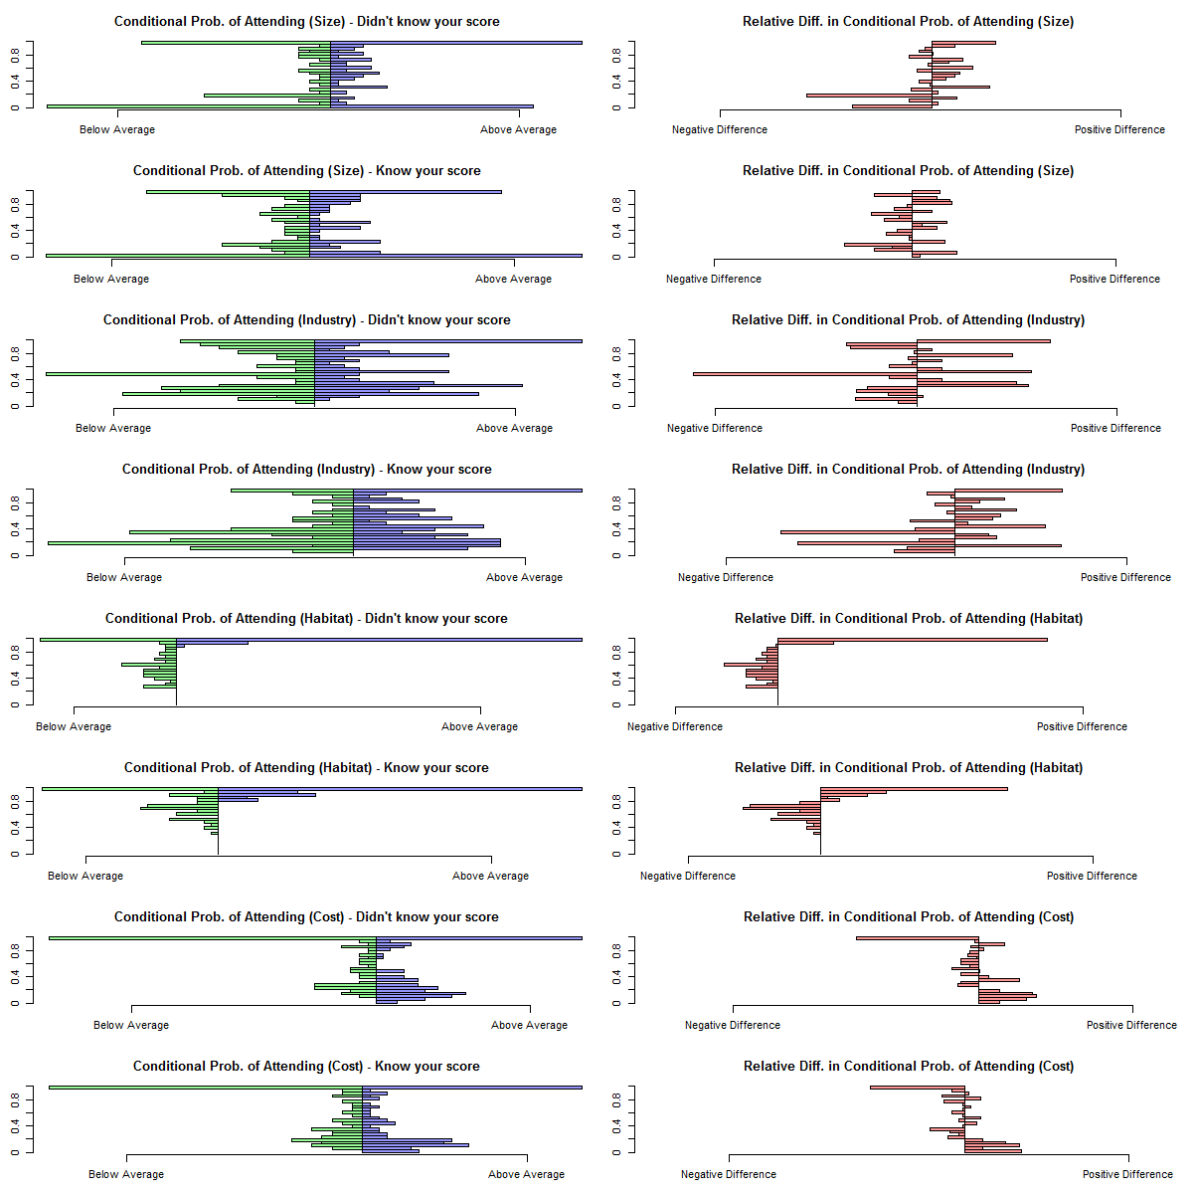 Conditional Prob. of Attending (Size) - Didn't know your score
Relative Diff. in Conditional Prob. of Attending (Size)
0 0.4 0.8
Below Average Above Average
Negative Difference Positive Difference
Conditional Prob. of Attending (Size) - Know your score
Relative Diff. in Conditional Prob. of Attending (Size)
0 0.4 0.8
Below Average Above Average
Negative Difference Positive Difference
Conditional Prob. of Attending (Industry) - Didn't know your score
Relative Diff. in Conditional Prob. of Attending (Industry)
0 0.4 0.8
Below Average Above Average
Negative Difference Positive Difference
Conditional Prob. of Attending (Industry) - Know your score
Relative Diff. in Conditional Prob. of Attending (Industry)
0 0.4 0.8
Below Average Above Average
Negative Difference Positive Difference
Conditional Prob. of Attending (Habitat) - Didn't know your score
Relative Diff. in Conditional Prob. of Attending (Habitat)
0 0.4 0.8
Below Average Above Average
Negative Difference Positive Difference
Conditional Prob. of Attending (Habitat) - Know your score
Relative Diff. in Conditional Prob. of Attending (Habitat)
0 0.4 0.8
Below Average Above Average
Negative Difference Positive Difference
Conditional Prob. of Attending (Cost) - Didn't know your score
Relative Diff. in Conditional Prob. of Attending (Cost)
0 0.4 0.8
Below Average Above Average
Negative Difference Positive Difference
Conditional Prob. of Attending (Cost) - Know your score
Relative Diff. in Conditional Prob. of Attending (Cost)
0 0.4 0.8
Below Average Above Average
Negative Difference Positive Difference